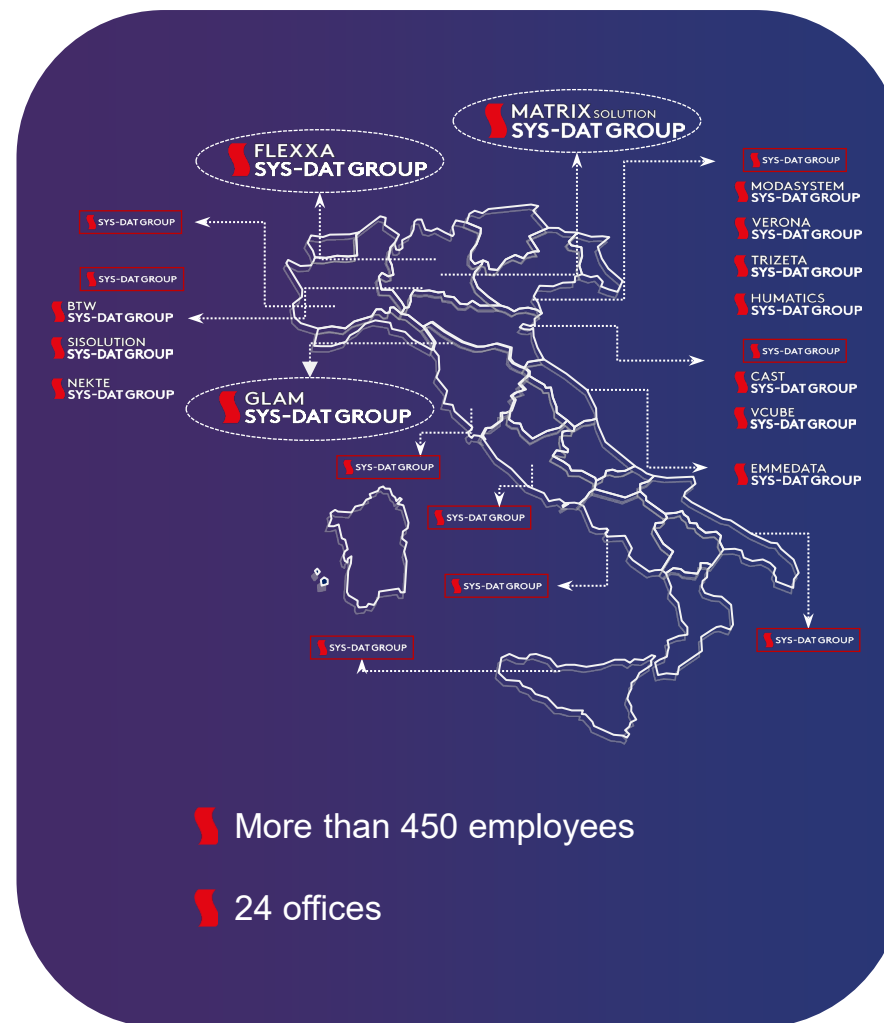 MATRIX SOLUTION
SYS-DAT GROUP
FLEXXA
SYS-DAT GROUP
SYS-DAT GROUP
SYS-DAT GROUP
BTW
SYS-DAT GROUP
SISOLUTION
SYS-DAT GROUP
NEKTE
SYS-DAT GROUP
GLAM
SYS-DAT GROUP
SYS-DAT GROUP
MODASYSTEM
SYS-DAT GROUP
VERONA
SYS-DAT GROUP
TRIZETA
SYS-DAT GROUP
HUMATICS
SYS-DAT GROUP
SYS-DAT GROUP
CAST
SYS-DAT GROUP
VCUBE
SYS-DAT GROUP
EMMEDATA
SYS-DAT GROUP
SYS-DAT GROUP
SYS-DAT GROUP
SYS-DAT GROUP
SYS-DAT GROUP
SYS-DAT GROUP
More than 450 employees
24 offices